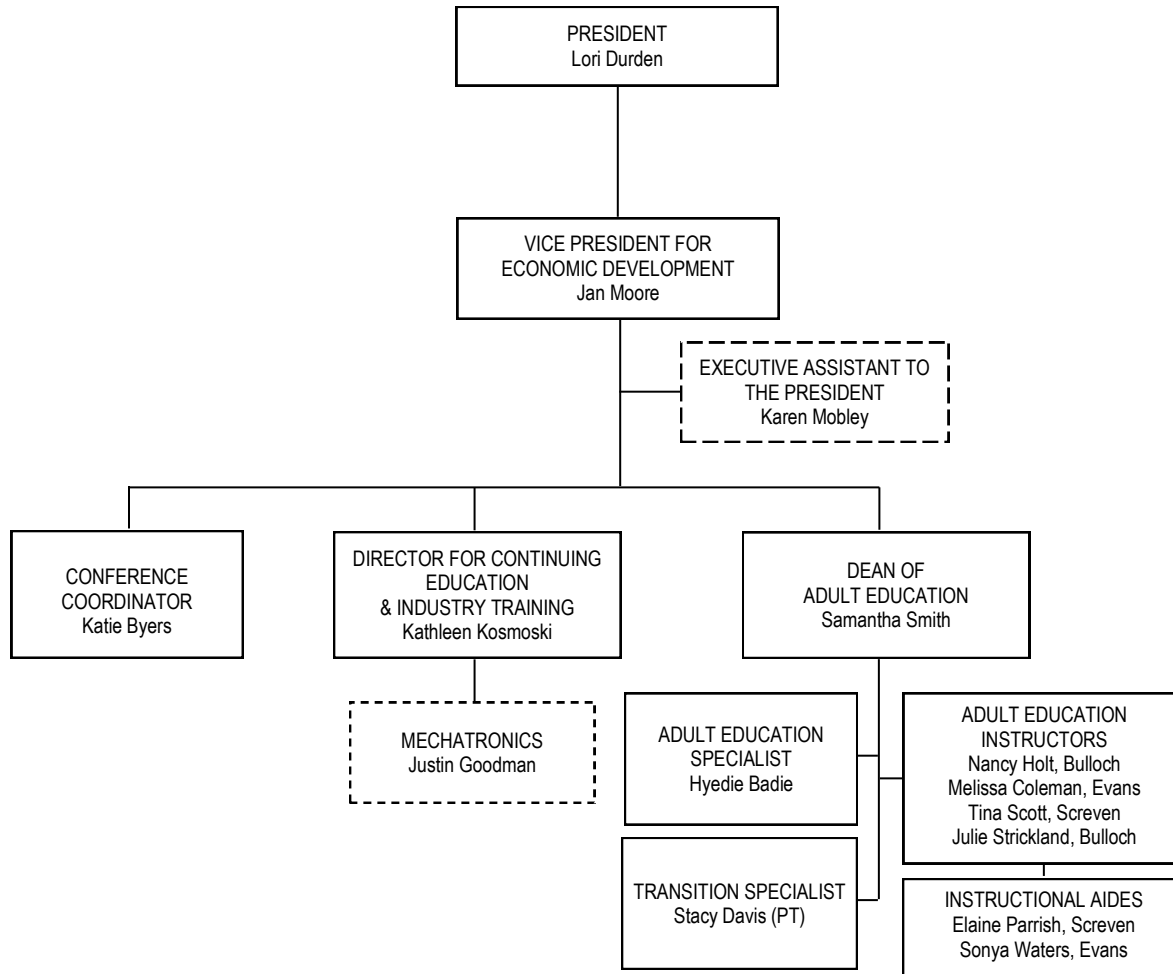 PRESIDENT
Lori Durden
VICE PRESIDENT FOR
ECONOMIC DEVELOPMENT
Jan Moore
EXECUTIVE ASSISTANT TO
THE PRESIDENT
Karen Mobley
CONFERENCE
COORDINATOR
Katie Byers
DIRECTOR FOR CONTINUING
EDUCATION
& INDUSTRY TRAINING
Kathleen Kosmoski
DEAN OF
ADULT EDUCATION
Samantha Smith
MECHATRONICS
Justin Goodman
ADULT EDUCATION
SPECIALIST
Hyedie Badie
ADULT EDUCATION
INSTRUCTORS
Nancy Holt, Bulloch
Melissa Coleman, Evans
Tina Scott, Screven
Julie Strickland, Bulloch
TRANSITION SPECIALIST
Stacy Davis (PT)
INSTRUCTIONAL AIDES
Elaine Parrish, Screven
Sonya Waters, Evans